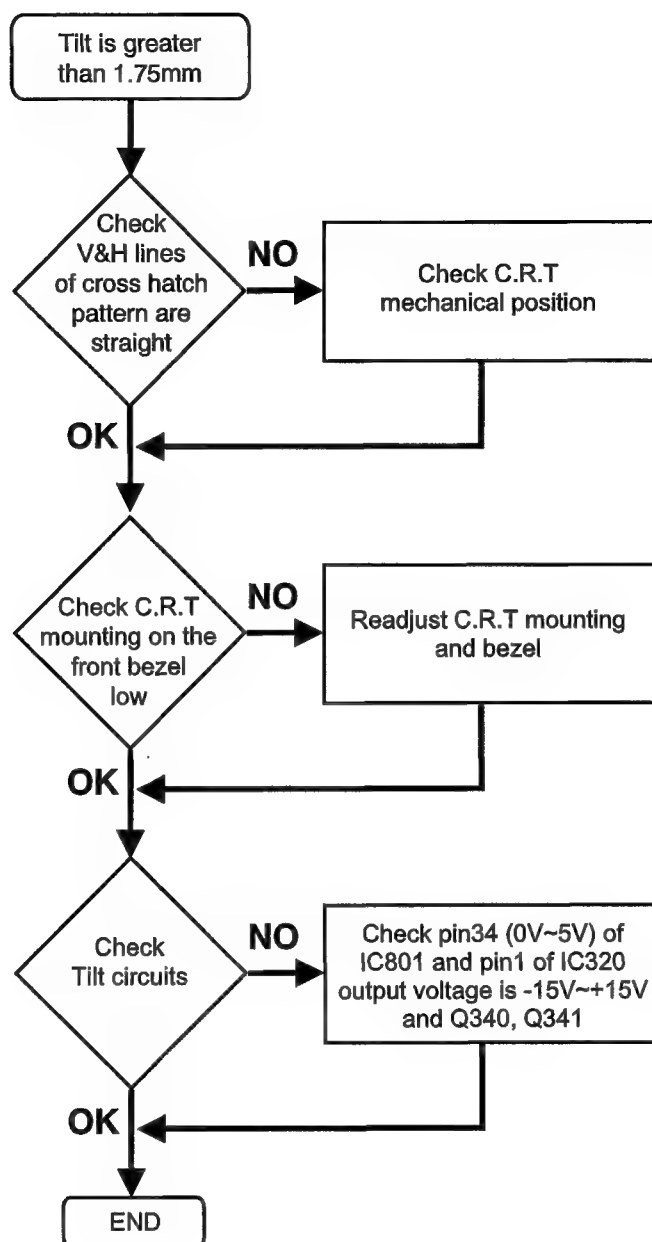 Tilt is greater
than 1.75mm
Check
V&H lines
of cross hatch
pattern are
straight
NO
Check C.R.T
mechanical position
OK
Check C.R.T
mounting on the
front bezel
low
NO
Readjust C.R.T mounting
and bezel
OK
Check
Tilt circuits
NO
Check pin34 (0V~5V) of
IC801 and pin1 of IC320
output voltage is -15V~+15V
and Q340, Q341
OK
END